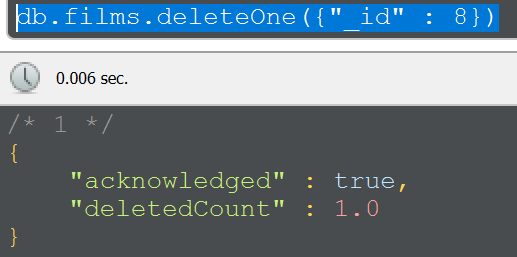 db.films.deleteOne({"_id" : 8})
0.006 sec.
/* 1 */
{
    "acknowledged" : true,
    "deletedCount" : 1.0
}